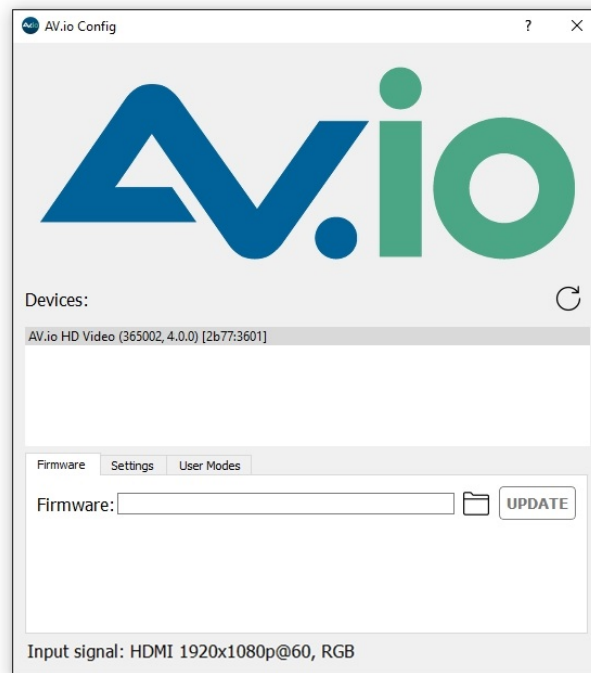 AV.io Config
? ×
AV.io
Devices:
AV.io HD Video (365002, 4.0.0) [2b77:3601]
Firmware Settings User Modes
Firmware: UPDATE
Input signal: HDMI 1920x1080p@60, RGB